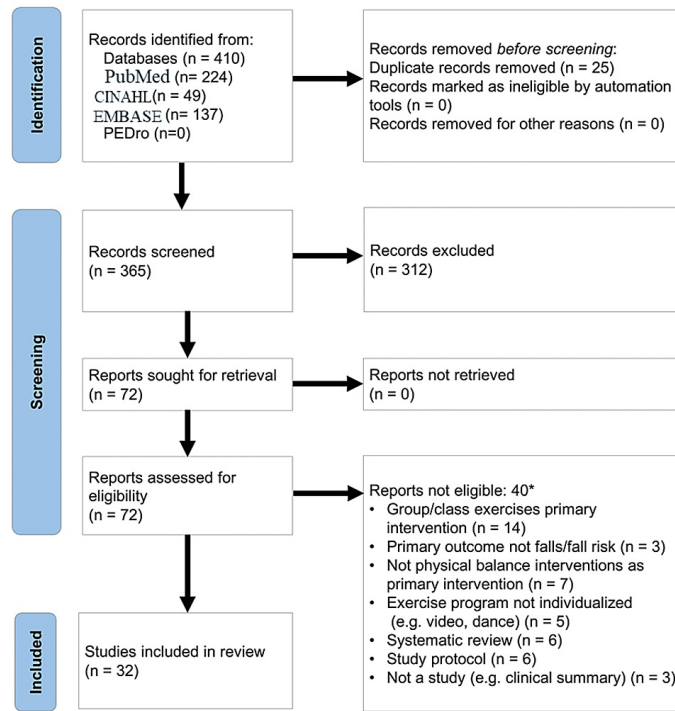 Identification
Records identified from:
Databases (n = 410)
PubMed (n= 224)
CINAHL(n = 49)
EMBASE (n= 137)
PEDro (n=0)
Records removed before screening:
Duplicate records removed (n = 25)
Records marked as ineligible by automation
tools (n = 0)
Records removed for other reasons (n = 0)
Screening
Records screened
(n = 365)
Records excluded
(n = 312)
Reports sought for retrieval
(n = 72)
Reports not retrieved
(n = 0)
Reports assessed for
eligibility
(n = 72)
Reports not eligible: 40*
• Group/class exercises primary
intervention (n = 14)
• Primary outcome not falls/fall risk (n = 3)
• Not physical balance interventions as
primary intervention (n = 7)
• Exercise program not individualized
(e.g. video, dance) (n = 5)
• Systematic review (n = 6)
• Study protocol (n = 6)
• Not a study (e.g. clinical summary) (n = 3)
Included
Studies included in review
(n = 32)